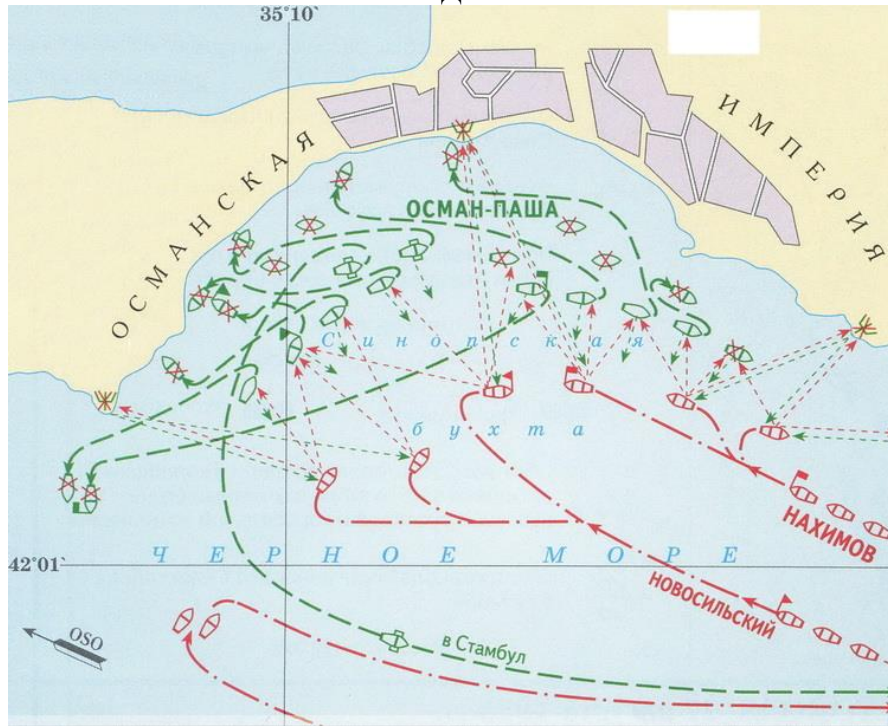 Д
35°10`
ОСМАНСКАЯ
ИМПЕРИЯ
ОСМАН-ПАША
Синопская
бухта
НАХИМОВ
42°01`
ЧЕРНОЕ МОРЕ
НОВОСИЛЬСКИЙ
OSO
в Стамбул